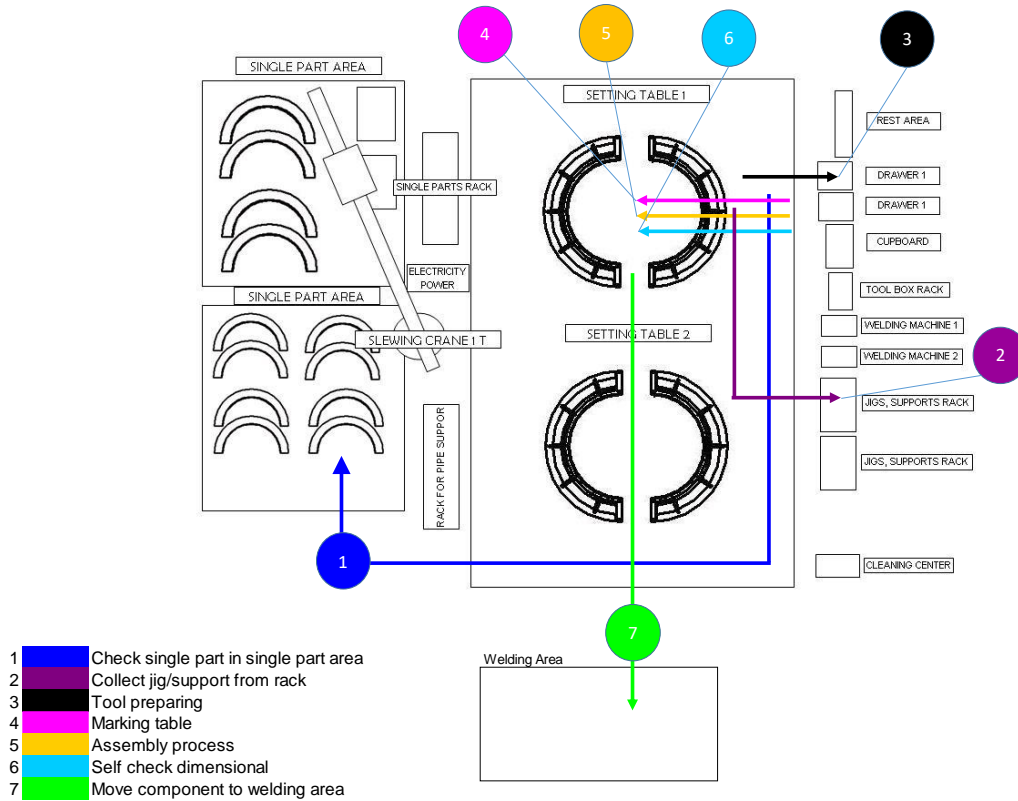 4
5
6
3
SINGLE PART AREA
SETTING TABLE 1
REST AREA
DRAWER 1
SINGLE PARTS RACK
DRAWER 1
CUPBOARD
ELECTRICITY
POWER
TOOL BOX RACK
SINGLE PART AREA
WELDING MACHINE 1
SLEWING CRANE 1 T
SETTING TABLE 2
WELDING MACHINE 2
2
JIGS, SUPPORTS RACK
RACK FOR PIPE SUPPOR
JIGS, SUPPORTS RACK
1
CLEANING CENTER
7
Welding Area
1 Check single part in single part area
2 Collect jig/support from rack
3 Tool preparing
4 Marking table
5 Assembly process
6 Self check dimensional
7 Move component to welding area